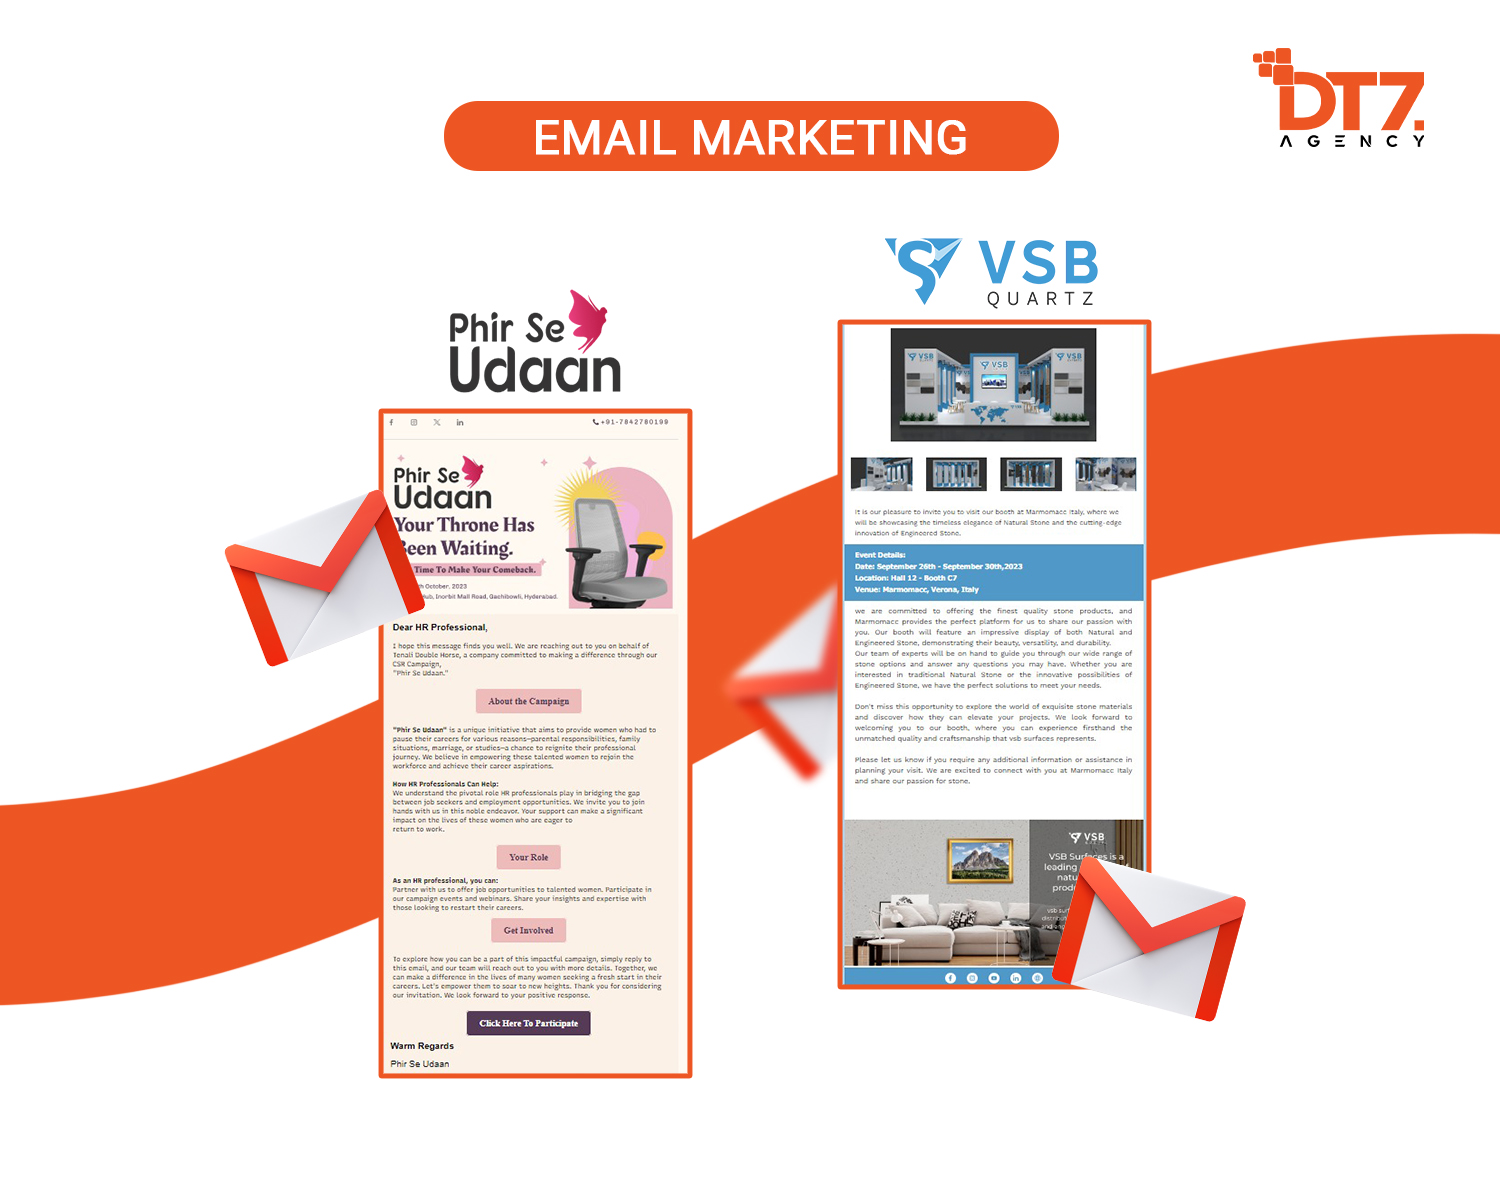 DT7.
AGENCY
EMAIL MARKETING
Phir Se
Udaan
+91-7842780199
Phir Se
Udaan
Your Throne Has
Been Waiting.
Time To Make Your Comeback.
October, 2023
Hub, Inorbit Mall Road, Gachibowli, Hyderabad.
Dear HR Professional,
I hope this message finds you well. We are reaching out to you on behalf of
Tenali Double Horse, a company committed to making a difference through our
CSR Campaign,
"Phir Se Udaan."
About the Campaign
"Phir Se Udaan" is a unique initiative that aims to provide women who had to
pause their careers for various reasons—parental responsibilities, family
situations, marriage, or studies—a chance to reignite their professional
journey. We believe in empowering these talented women to rejoin the
workforce and achieve their career aspirations.
How HR Professionals Can Help:
We understand the pivotal role HR professionals play in bridging the gap
between job seekers and employment opportunities. We invite you to join
hands with us in this noble endeavor. Your support can make a significant
impact on the lives of these women who are eager to
return to work.
Your Role
As an HR professional, you can:
Partner with us to offer job opportunities to talented women. Participate in
our campaign events and webinars. Share your insights and expertise with
those looking to restart their careers.
Get Involved
To explore how you can be a part of this impactful campaign, simply reply to
this email, and our team will reach out to you with more details. Together, we
can make a difference in the lives of many women seeking a fresh start in their
careers. Let's empower them to soar to new heights. Thank you for considering
our invitation. We look forward to your positive response.
Click Here To Participate
Warm Regards
Phir Se Udaan
VSB
QUARTZ
VSB
VSB
VSB
It is our pleasure to invite you to visit our booth at Marmomacc Italy, where we
will be showcasing the timeless elegance of Natural Stone and the cutting-edge
innovation of Engineered Stone.
Event Details:
Date: September 26th - September 30th,2023
Location: Hall 12 - Booth C7
Venue: Marmomacc, Verona, Italy
we are committed to offering the finest quality stone products, and
Marmomacc provides the perfect platform for us to share our passion with
you. Our booth will feature an impressive display of both Natural and
Engineered Stone, demonstrating their beauty, versatility, and durability.
Our team of experts will be on hand to guide you through our wide range of
stone options and answer any questions you may have. Whether you are
interested in traditional Natural Stone or the innovative possibilities of
Engineered Stone, we have the perfect solutions to meet your needs.
Don't miss this opportunity to explore the world of exquisite stone materials
and discover how they can elevate your projects. We look forward to
welcoming you to our booth, where you can experience firsthand the
unmatched quality and craftsmanship that vsb surfaces represents.
Please let us know if you require any additional information or assistance in
planning your visit. We are excited to connect with you at Marmomacc Italy
and share our passion for stone.
VSB
VSB Surfaces is a
leading